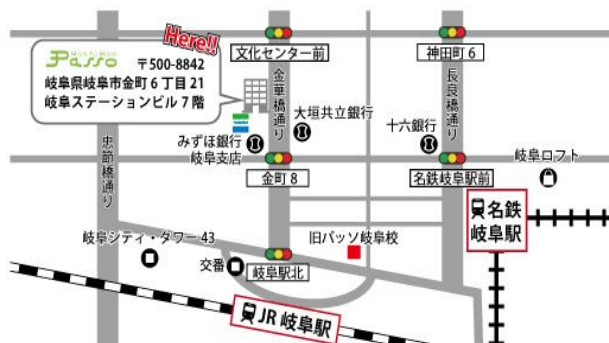 Here!!
Passo
〒500-8842
岐阜県岐阜市金町6丁目21
岐阜ステーションビル7階
文化センター前
神田町6
金華橋通り
長良橋通り
忠節橋通り
大垣共立銀行
みずほ銀行
岐阜支店
十六銀行
岐阜ロフト
金町8
名鉄岐阜駅前
名鉄
岐阜駅
岐阜シティ・タワー43
旧パッソ岐阜校
交番
岐阜駅北
JR岐阜駅